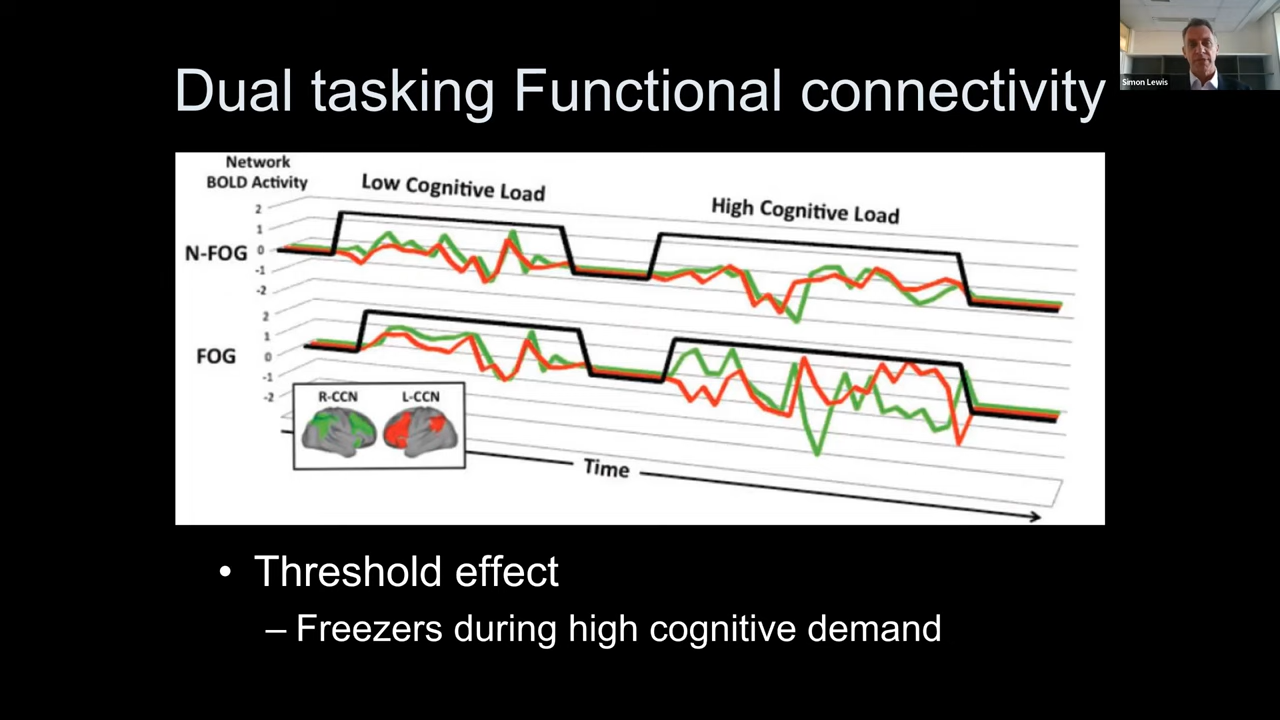 Dual tasking Functional connectivity
Simon Lewis
Network
BOLD Activity
Low Cognitive Load
High Cognitive Load
N-FOG
2
1
0
-1
-2
FOG
2
1
0
-1
-2
R-CCN
L-CCN
Time
• Threshold effect
– Freezers during high cognitive demand